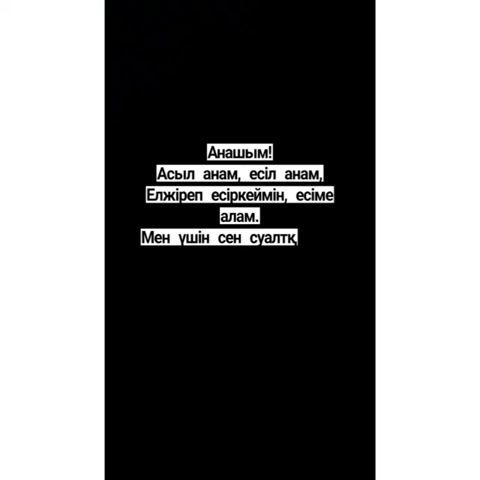 Анашым!
Асыл анам, есіл анам,
Елжіреп есіркеймін, есіме
алам.
Мен үшін сен суалтқ